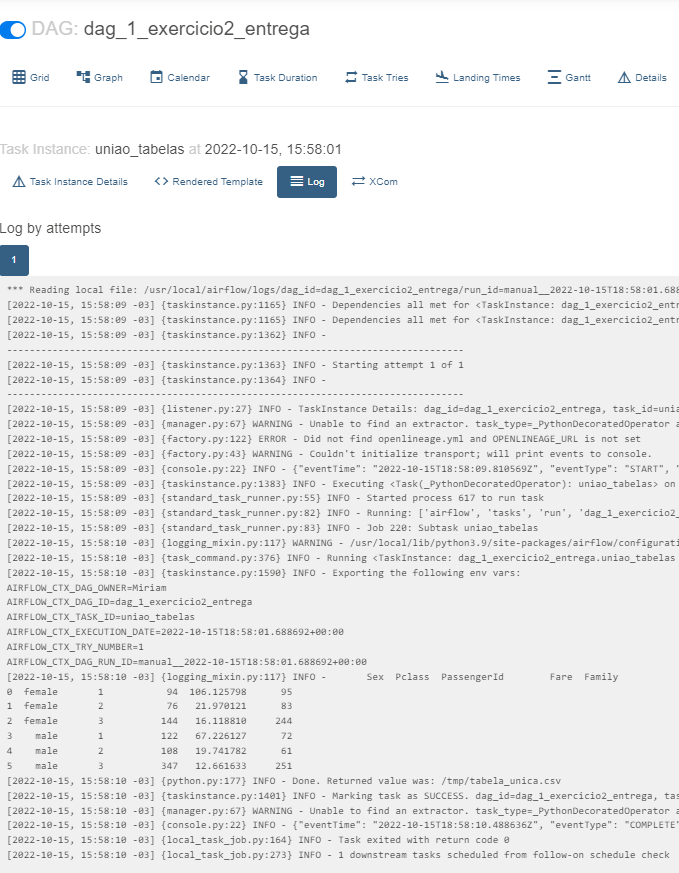 DAG: dag_1_exercicio2_entrega
Grid Graph Calendar Task Duration Task Tries Landing Times Gantt Details
Task Instance: uniao_tabelas at 2022-10-15, 15:58:01
Task Instance Details <> Rendered Template Log XCom
Log by attempts
1
*** Reading local file: /usr/local/airflow/logs/dag_id=dag_1_exercicio2_entrega/run_id=manual__2022-10-15T18:58:01.688
[2022-10-15, 15:58:09 -03] {taskinstance.py:1165} INFO - Dependencies all met for <TaskInstance: dag_1_exercicio2_entr
[2022-10-15, 15:58:09 -03] {taskinstance.py:1165} INFO - Dependencies all met for <TaskInstance: dag_1_exercicio2_entr
[2022-10-15, 15:58:09 -03] {taskinstance.py:1362} INFO -
--------------------------------------------------------------------------------
[2022-10-15, 15:58:09 -03] {taskinstance.py:1363} INFO - Starting attempt 1 of 1
[2022-10-15, 15:58:09 -03] {taskinstance.py:1364} INFO -
--------------------------------------------------------------------------------
[2022-10-15, 15:58:09 -03] {listener.py:27} INFO - TaskInstance Details: dag_id=dag_1_exercicio2_entrega, task_id=unia
[2022-10-15, 15:58:09 -03] {manager.py:67} WARNING - Unable to find an extractor. task_type=_PythonDecoratedOperator a
[2022-10-15, 15:58:09 -03] {factory.py:122} ERROR - Did not find openlineage.yml and OPENLINEAGE_URL is not set
[2022-10-15, 15:58:09 -03] {factory.py:43} WARNING - Couldn't initialize transport; will print events to console.
[2022-10-15, 15:58:09 -03] {console.py:22} INFO - {"eventTime": "2022-10-15T18:58:09.810569Z", "eventType": "START", "
[2022-10-15, 15:58:09 -03] {taskinstance.py:1383} INFO - Executing <Task(_PythonDecoratedOperator): uniao_tabelas> on
[2022-10-15, 15:58:09 -03] {standard_task_runner.py:55} INFO - Started process 617 to run task
[2022-10-15, 15:58:09 -03] {standard_task_runner.py:82} INFO - Running: ['airflow', 'tasks', 'run', 'dag_1_exercicio2_
[2022-10-15, 15:58:09 -03] {standard_task_runner.py:83} INFO - Job 220: Subtask uniao_tabelas
[2022-10-15, 15:58:10 -03] {logging_mixin.py:117} WARNING - /usr/local/lib/python3.9/site-packages/airflow/configurati
[2022-10-15, 15:58:10 -03] {task_command.py:376} INFO - Running <TaskInstance: dag_1_exercicio2_entrega.uniao_tabelas
[2022-10-15, 15:58:10 -03] {taskinstance.py:1590} INFO - Exporting the following env vars:
AIRFLOW_CTX_DAG_OWNER=Miriam
AIRFLOW_CTX_DAG_ID=dag_1_exercicio2_entrega
AIRFLOW_CTX_TASK_ID=uniao_tabelas
AIRFLOW_CTX_EXECUTION_DATE=2022-10-15T18:58:01.688692+00:00
AIRFLOW_CTX_TRY_NUMBER=1
AIRFLOW_CTX_DAG_RUN_ID=manual__2022-10-15T18:58:01.688692+00:00
[2022-10-15, 15:58:10 -03] {logging_mixin.py:117} INFO - Sex Pclass PassengerId Fare Family
0 female 1 94 106.125798 95
1 female 2 76 21.970121 83
2 female 3 144 16.118810 244
3 male 1 122 67.226127 72
4 male 2 108 19.741782 61
5 male 3 347 12.661633 251
[2022-10-15, 15:58:10 -03] {python.py:177} INFO - Done. Returned value was: /tmp/tabela_unica.csv
[2022-10-15, 15:58:10 -03] {taskinstance.py:1401} INFO - Marking task as SUCCESS. dag_id=dag_1_exercicio2_entrega, tas
[2022-10-15, 15:58:10 -03] {manager.py:67} WARNING - Unable to find an extractor. task_type=_PythonDecoratedOperator a
[2022-10-15, 15:58:10 -03] {console.py:22} INFO - {"eventTime": "2022-10-15T18:58:10.488636Z", "eventType": "COMPLETE"
[2022-10-15, 15:58:10 -03] {local_task_job.py:164} INFO - Task exited with return code 0
[2022-10-15, 15:58:10 -03] {local_task_job.py:273} INFO - 1 downstream tasks scheduled from follow-on schedule check